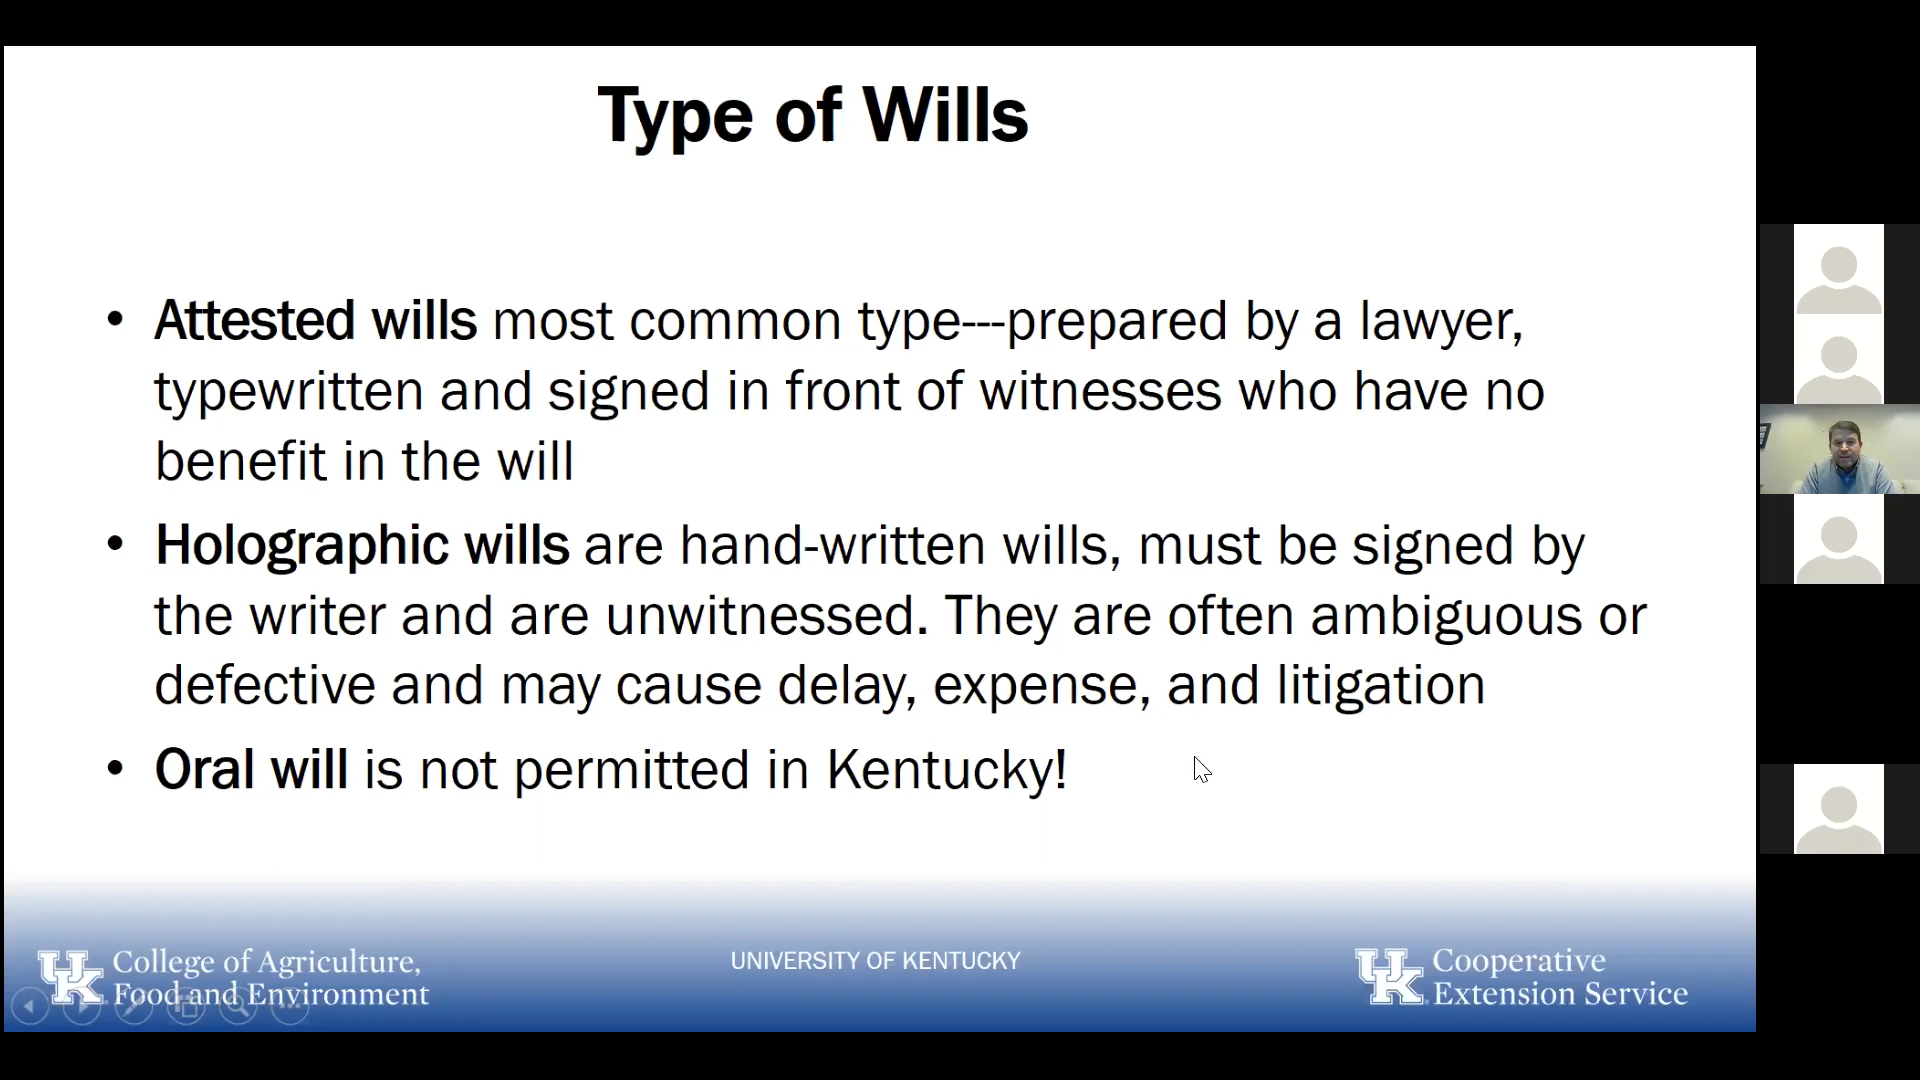 Type of Wills
• Attested wills most common type---prepared by a lawyer,
typewritten and signed in front of witnesses who have no
benefit in the will
• Holographic wills are hand-written wills, must be signed by
the writer and are unwitnessed. They are often ambiguous or
defective and may cause delay, expense, and litigation
• Oral will is not permitted in Kentucky!
UK College of Agriculture,
Food and Environment
UNIVERSITY OF KENTUCKY
UK Cooperative
Extension Service